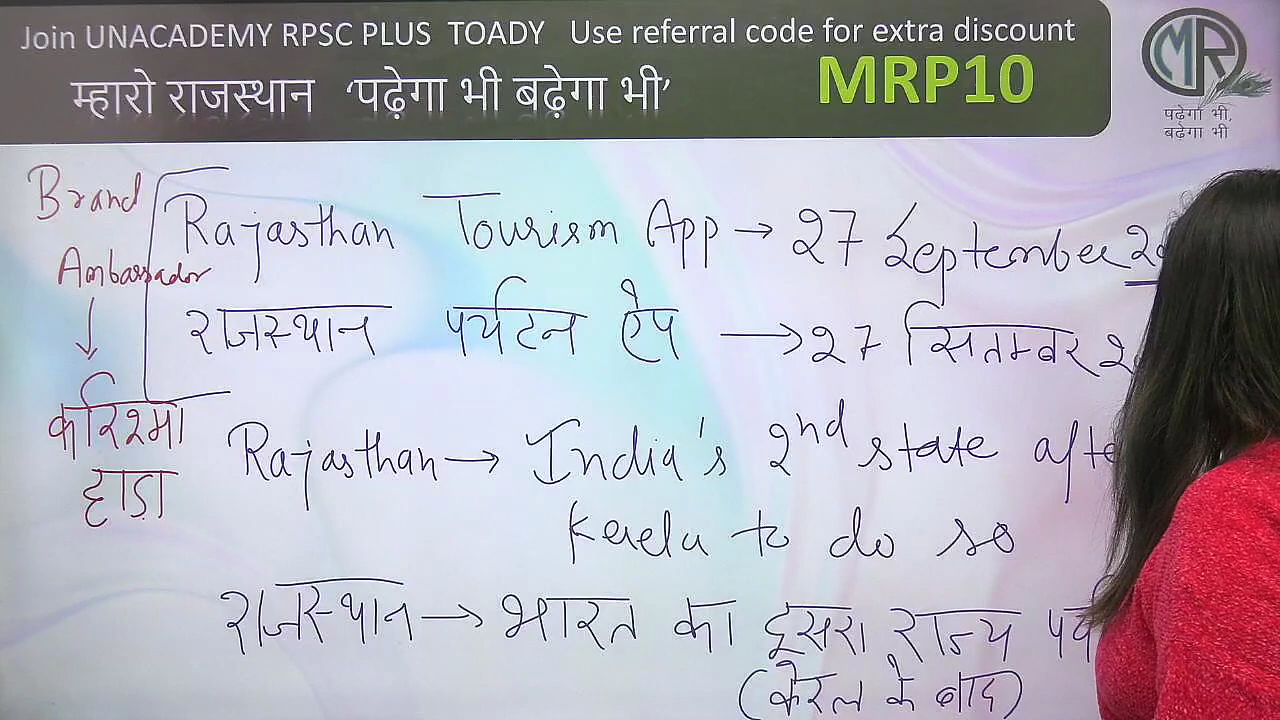 Join UNACADEMY RPSC PLUS TOADY Use referral code for extra discount
म्हारो राजस्थान ‘पढ़ेगा भी बढ़ेगा भी’ MRP10
MR
पढेगा भी,
बढेगा भी
Brand
Ambassador
↓
करिश्मा
हाड़ा
Rajasthan Tourism App → 27 September
राजस्थान पर्यटन ऐप → 27 सितम्बर
Rajasthan → India's 2nd state
Kerela to do so
राजस्थान → भारत का दूसरा राज्य
(केरल के बाद)